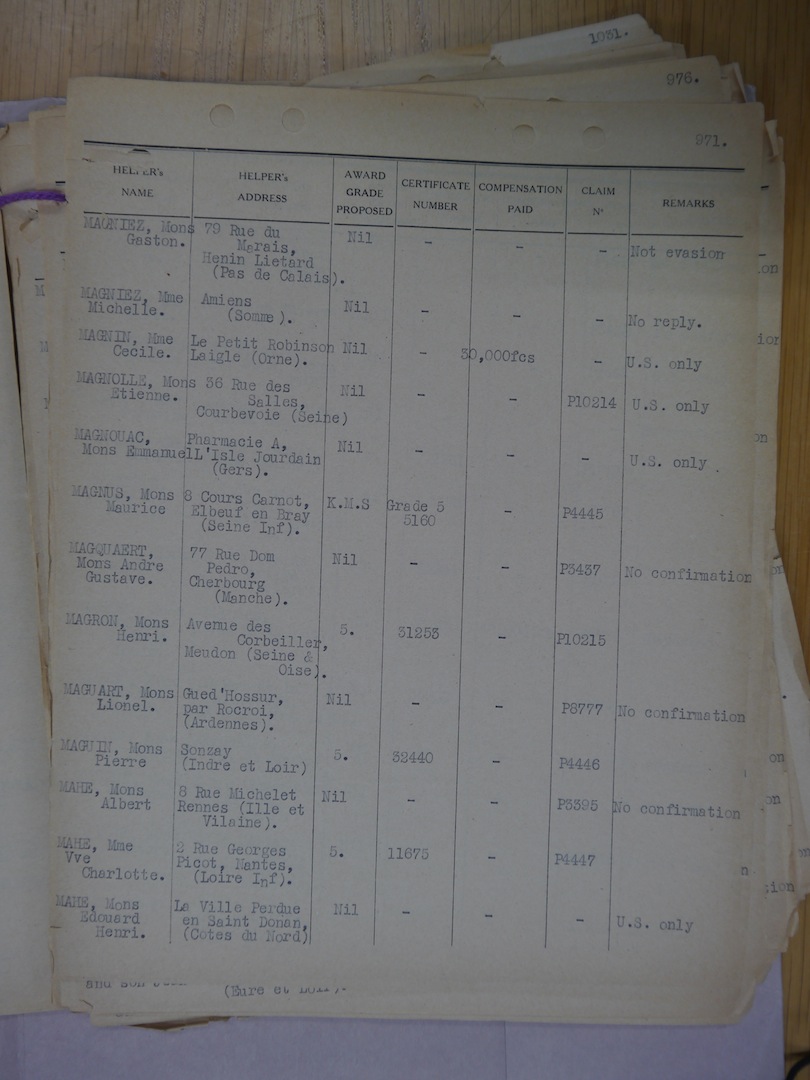 1031.
976.
971.
HELPER's NAME | HELPER's ADDRESS | AWARD GRADE PROPOSED | CERTIFICATE NUMBER | COMPENSATION PAID | CLAIM Nº | REMARKS
MAGNIEZ, Mons 79 Rue du Nil - - - Not evasion
Gaston. Marais,
Henin Lietard
(Pas de Calais).
MAGNIEZ, Mme Amiens Nil - - - No reply.
Michelle. (Somme).
MAGNIN, Mme Le Petit Robinson Nil - 30,000fcs - U.S. only
Cecile. Laigle (Orne).
MAGNOLLE, Mons 36 Rue des Nil - - P10214 U.S. only
Etienne. Salles,
Courbevoie (Seine)
MAGNOUAC, Pharmacie A, Nil - - - U.S. only .
Mons Emmanuel L'Isle Jourdain
(Gers).
MAGNUS, Mons 8 Cours Carnot, K.M.S Grade 5 - P4445
Maurice Elbeuf en Bray 5160
(Seine Inf).
MAGQUAERT, 77 Rue Dom Nil - - P3437 No confirmation
Mons Andre Pedro,
Gustave. Cherbourg
(Manche).
MAGRON, Mons Avenue des 5. 31253 - P10215
Henri. Corbeiller,
Meudon (Seine &
Oise).
MAGUART, Mons Gued'Hossur, Nil - - P8777 No confirmation
Lionel. par Rocroi,
(Ardennes).
MAGUIN, Mons Sonzay 5. 32440 - P4446
Pierre (Indre et Loir)
MAHE, Mons 8 Rue Michelet Nil - - P3395 No confirmation
Albert Rennes (Ille et
Vilaine).
MAHE, Mme 2 Rue Georges 5. 11675 - P4447
Vve Picot, Nantes,
Charlotte. (Loire Inf).
MAHE, Mons La Ville Perdue Nil - - - U.S. only
Edouard en Saint Donan,
Henri. (Cotes du Nord)
(Eure et Loir).